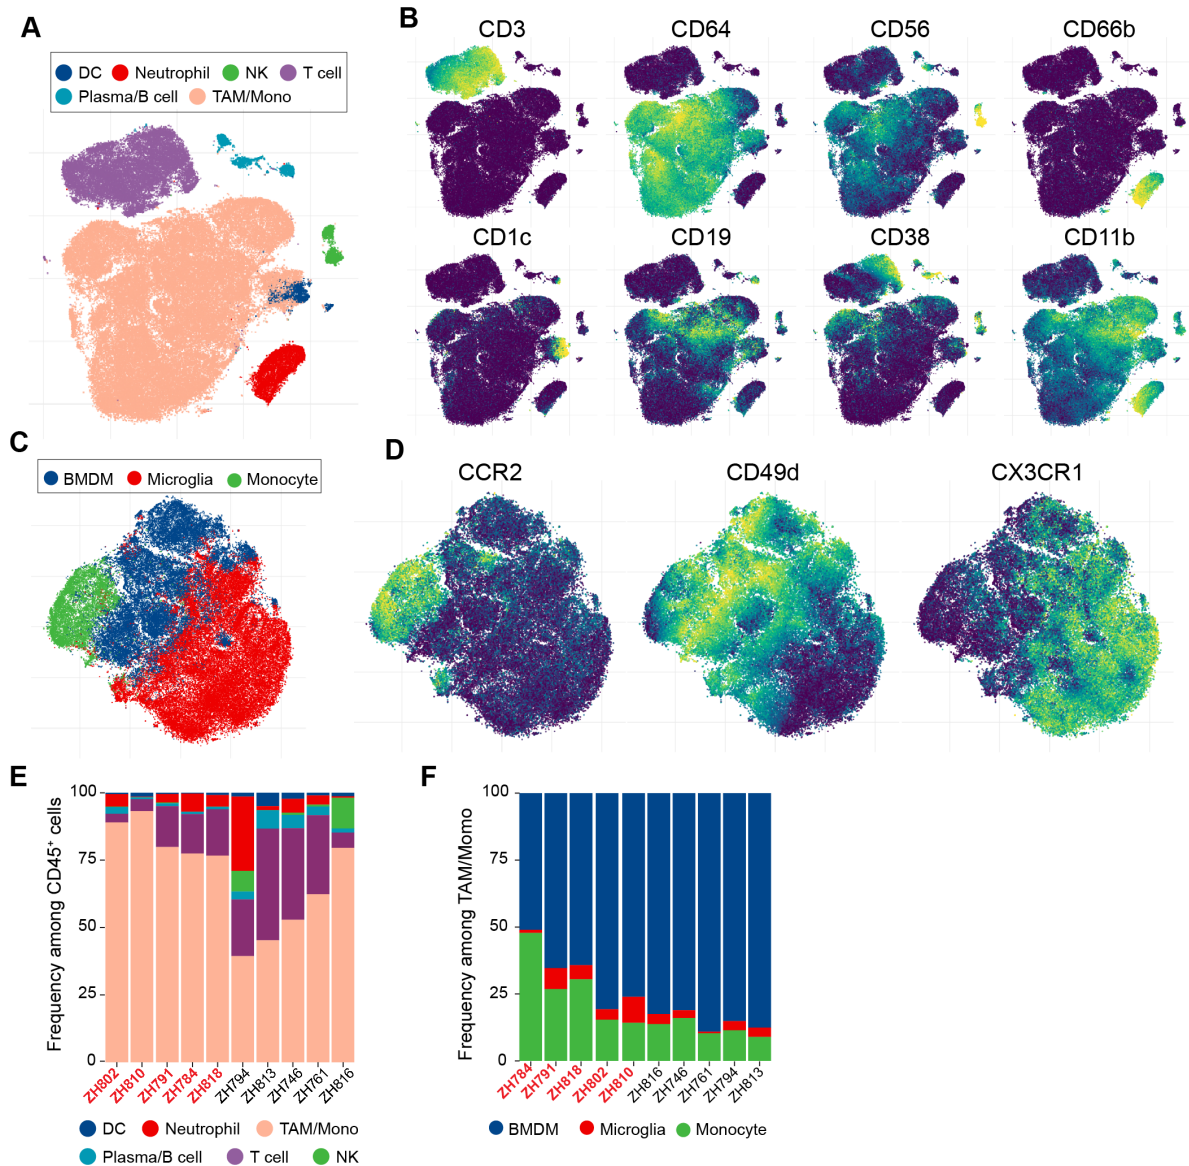 A
DC Neutrophil NK T cell
Plasma/B cell TAM/Mono
B
CD3 CD64 CD56 CD66b
CD1c CD19 CD38 CD11b
C
BMDM Microglia Monocyte
D
CCR2 CD49d CX3CR1
E
Frequency among CD45+ cells
100
75
50
25
0
ZH802 ZH810 ZH791 ZH784 ZH818 ZH794 ZH813 ZH746 ZH761 ZH816
DC Neutrophil TAM/Mono
Plasma/B cell T cell NK
F
Frequency among TAM/Momo
100
75
50
25
0
ZH784 ZH791 ZH818 ZH802 ZH810 ZH816 ZH746 ZH761 ZH794 ZH813
BMDM Microglia Monocyte